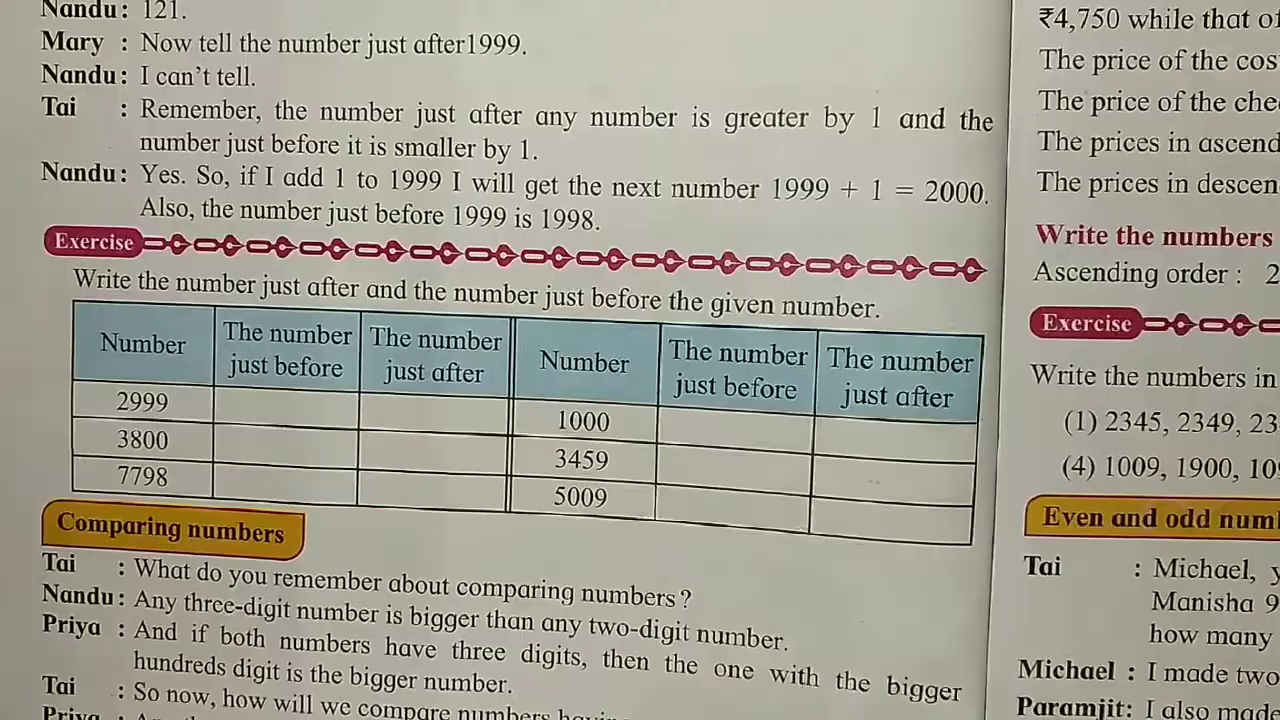 Nandu: 121.
Mary : Now tell the number just after1999.
Nandu: I can't tell.
Tai : Remember, the number just after any number is greater by 1 and the
number just before it is smaller by 1.
Nandu: Yes. So, if I add 1 to 1999 I will get the next number 1999 + 1 = 2000.
Also, the number just before 1999 is 1998.
Exercise
Write the number just after and the number just before the given number.
Number The number just before The number just after Number The number just before The number just after
2999 1000
3800 3459
7798 5009
Comparing numbers
Tai : What do you remember about comparing numbers?
Nandu: Any three-digit number is bigger than any two-digit number.
Priya : And if both numbers have three digits, then the one with the bigger
hundreds digit is the bigger number.
Tai : So now, how will we compare numbers
Priya :
₹4,750 while that
The price of the
The price of the
The prices in
The prices in
Write the numbers
Ascending order :
Exercise
Write the numbers in
(1) 2345, 2349,
(4) 1009, 1900,
Even and odd
Tai : Michael,
Manisha
how many
Michael : I made two
Paramjit: I also made